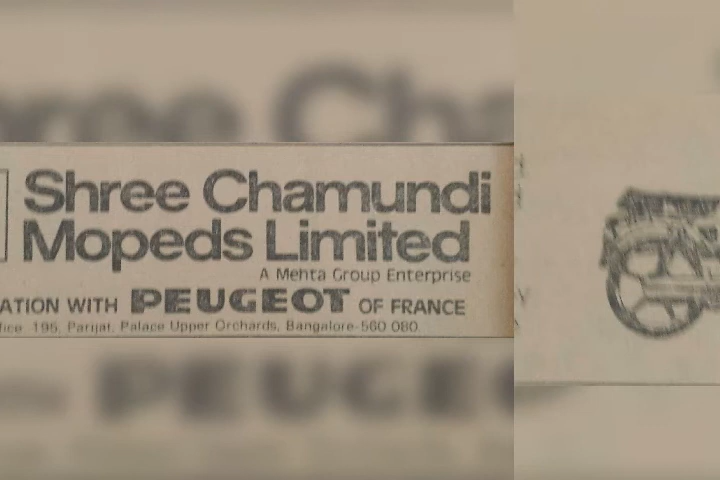 Shree Chamundi
Mopeds Limited
A Mehta Group Enterprise
ATION WITH PEUGEOT OF FRANCE
fice 195, Parijat, Palace Upper Orchards, Bangalore-560 080